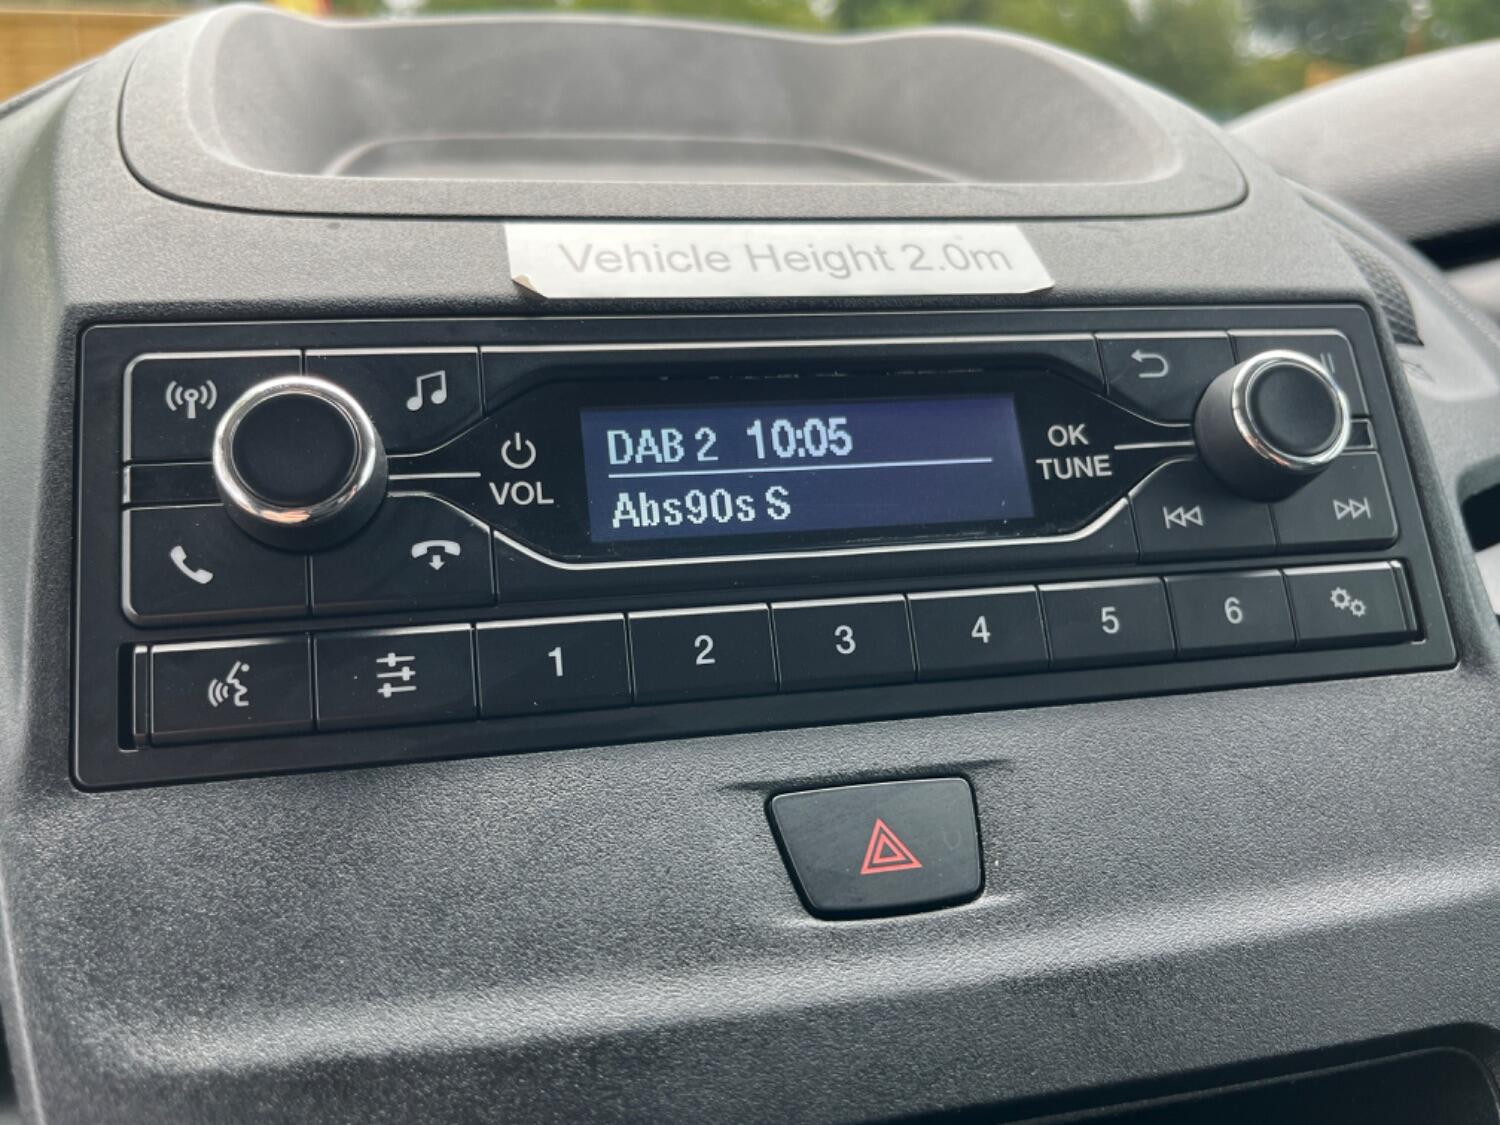 Vehicle Height 2.0m
DAB 2 10:05
Abs90s S
VOL
OK
TUNE
1 2 3 4 5 6